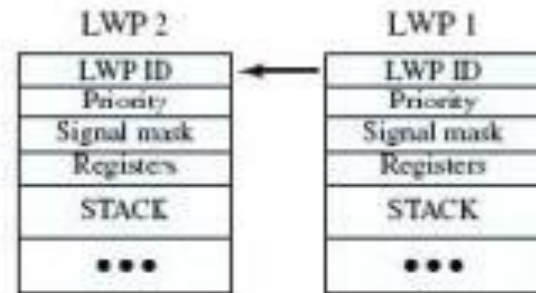 LWP 2 LWP 1
LWP ID LWP ID
Priority Priority
Signal mask Signal mask
Registers Registers
STACK STACK
••• •••